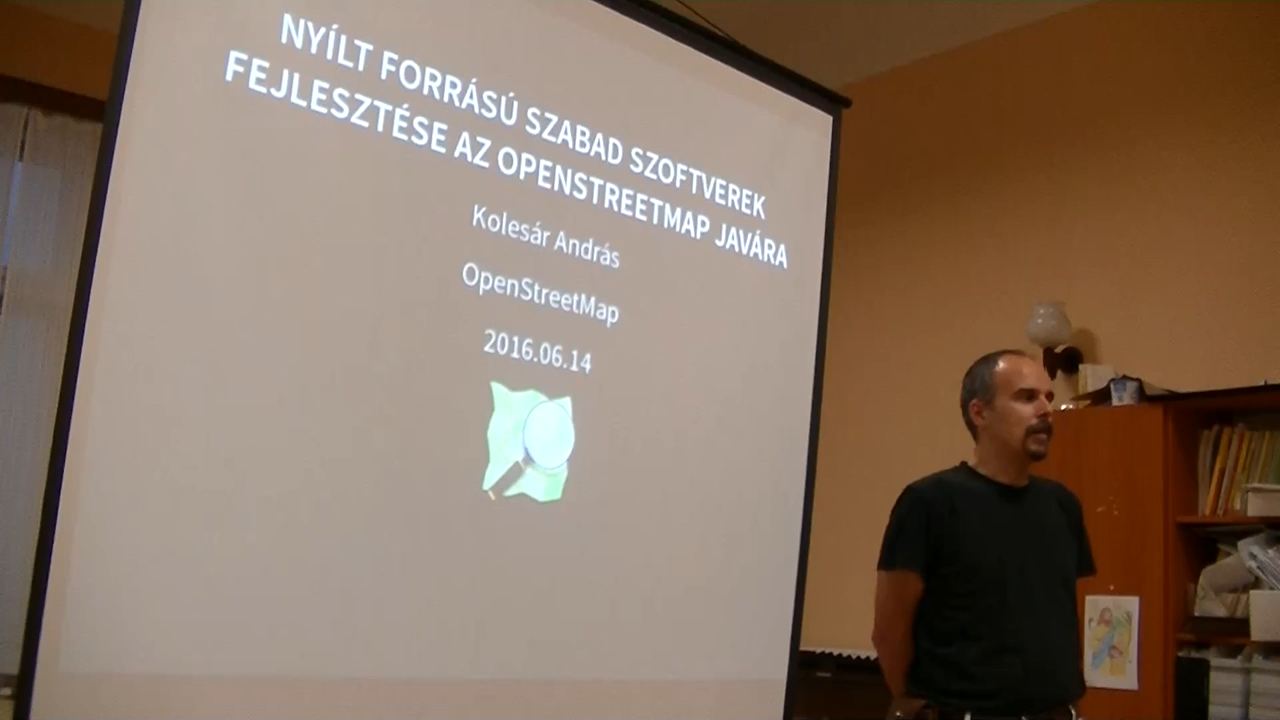 NYÍLT FORRÁSÚ SZABAD SZOFTVEREK
FEJLESZTÉSE AZ OPENSTREETMAP JAVÁRA
Kolesár András
OpenStreetMap
2016.06.14